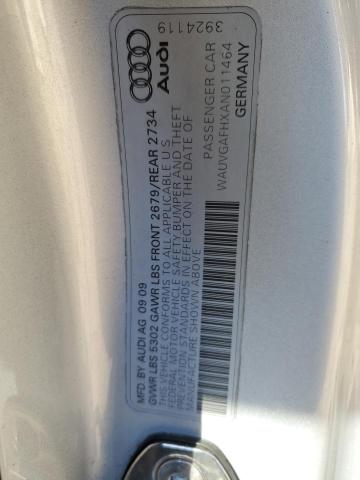 3924119
Audi
MFD BY AUDI AG 09 09
GVWR LBS 5302 GAWR LBS FRONT 2679/REAR 2734
THIS VEHICLE CONFORMS TO ALL APPLICABLE U S
FEDERAL MOTOR VEHICLE SAFETY BUMPER AND THEFT
PREVENTION STANDARDS IN EFFECT ON THE DATE OF
MANUFACTURE SHOWN ABOVE
PASSENGER CAR
WAUVGAFHXAN011464
GERMANY